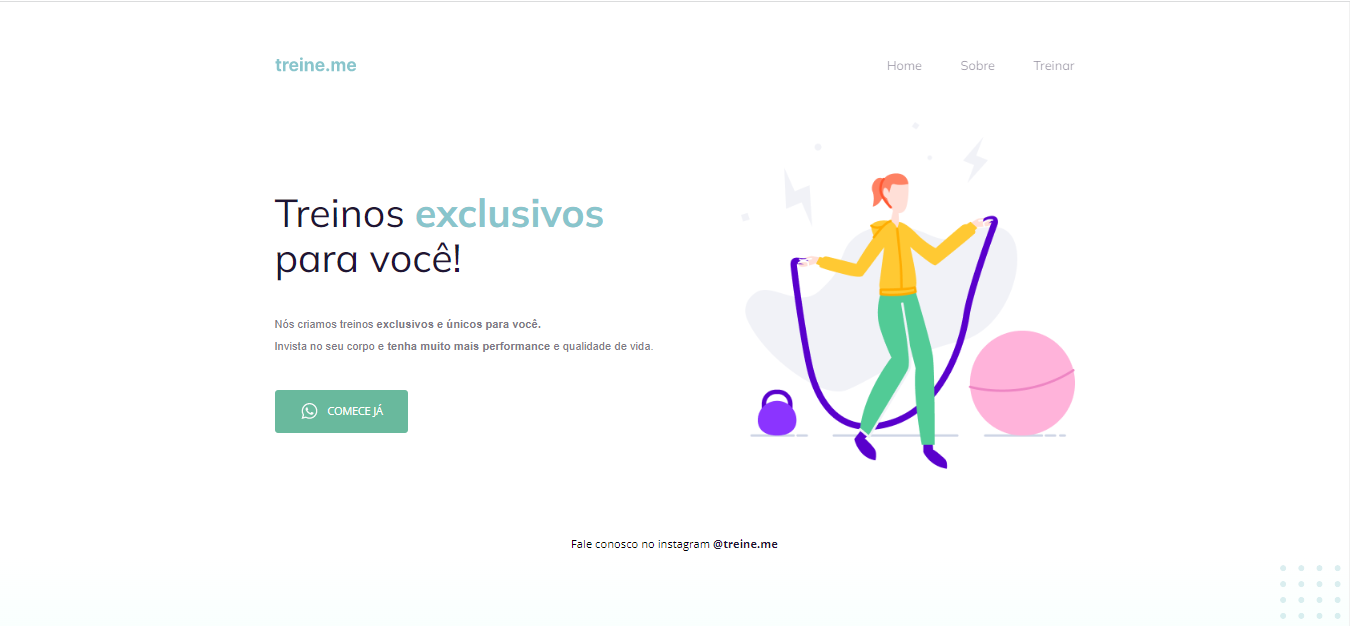 treine.me
Home Sobre Treinar
Treinos exclusivos
para você!
Nós criamos treinos exclusivos e únicos para você.
Invista no seu corpo e tenha muito mais performance e qualidade de vida.
COMECE JÁ
Fale conosco no instagram @treine.me